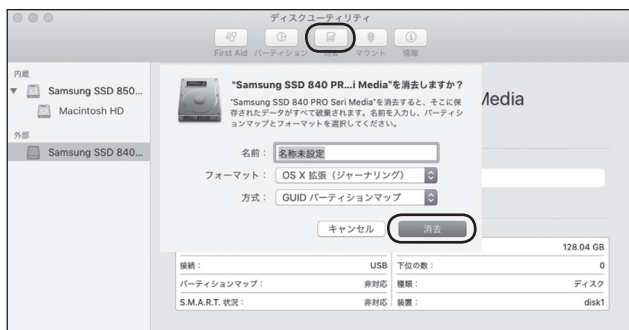 ディスクユーティリティ
First Aid パーティション 消去 マウント 情報
内蔵
Samsung SSD 850...
Macintosh HD
外部
Samsung SSD 840...
"Samsung SSD 840 PR...i Media"を消去しますか？
"Samsung SSD 840 PRO Seri Media"を消去すると、そこに保
存されたデータがすべて破棄されます。名前を入力し、パーティシ
ョンマップとフォーマットを選択してください。
Media
名前： 名称未設定
フォーマット： OS X 拡張（ジャーナリング）
方式： GUID パーティションマップ
キャンセル 消去
128.04 GB
接続： USB 下位の数： 0
パーティションマップ： 非対応 種類： ディスク
S.M.A.R.T. 状況： 非対応 装置： disk1